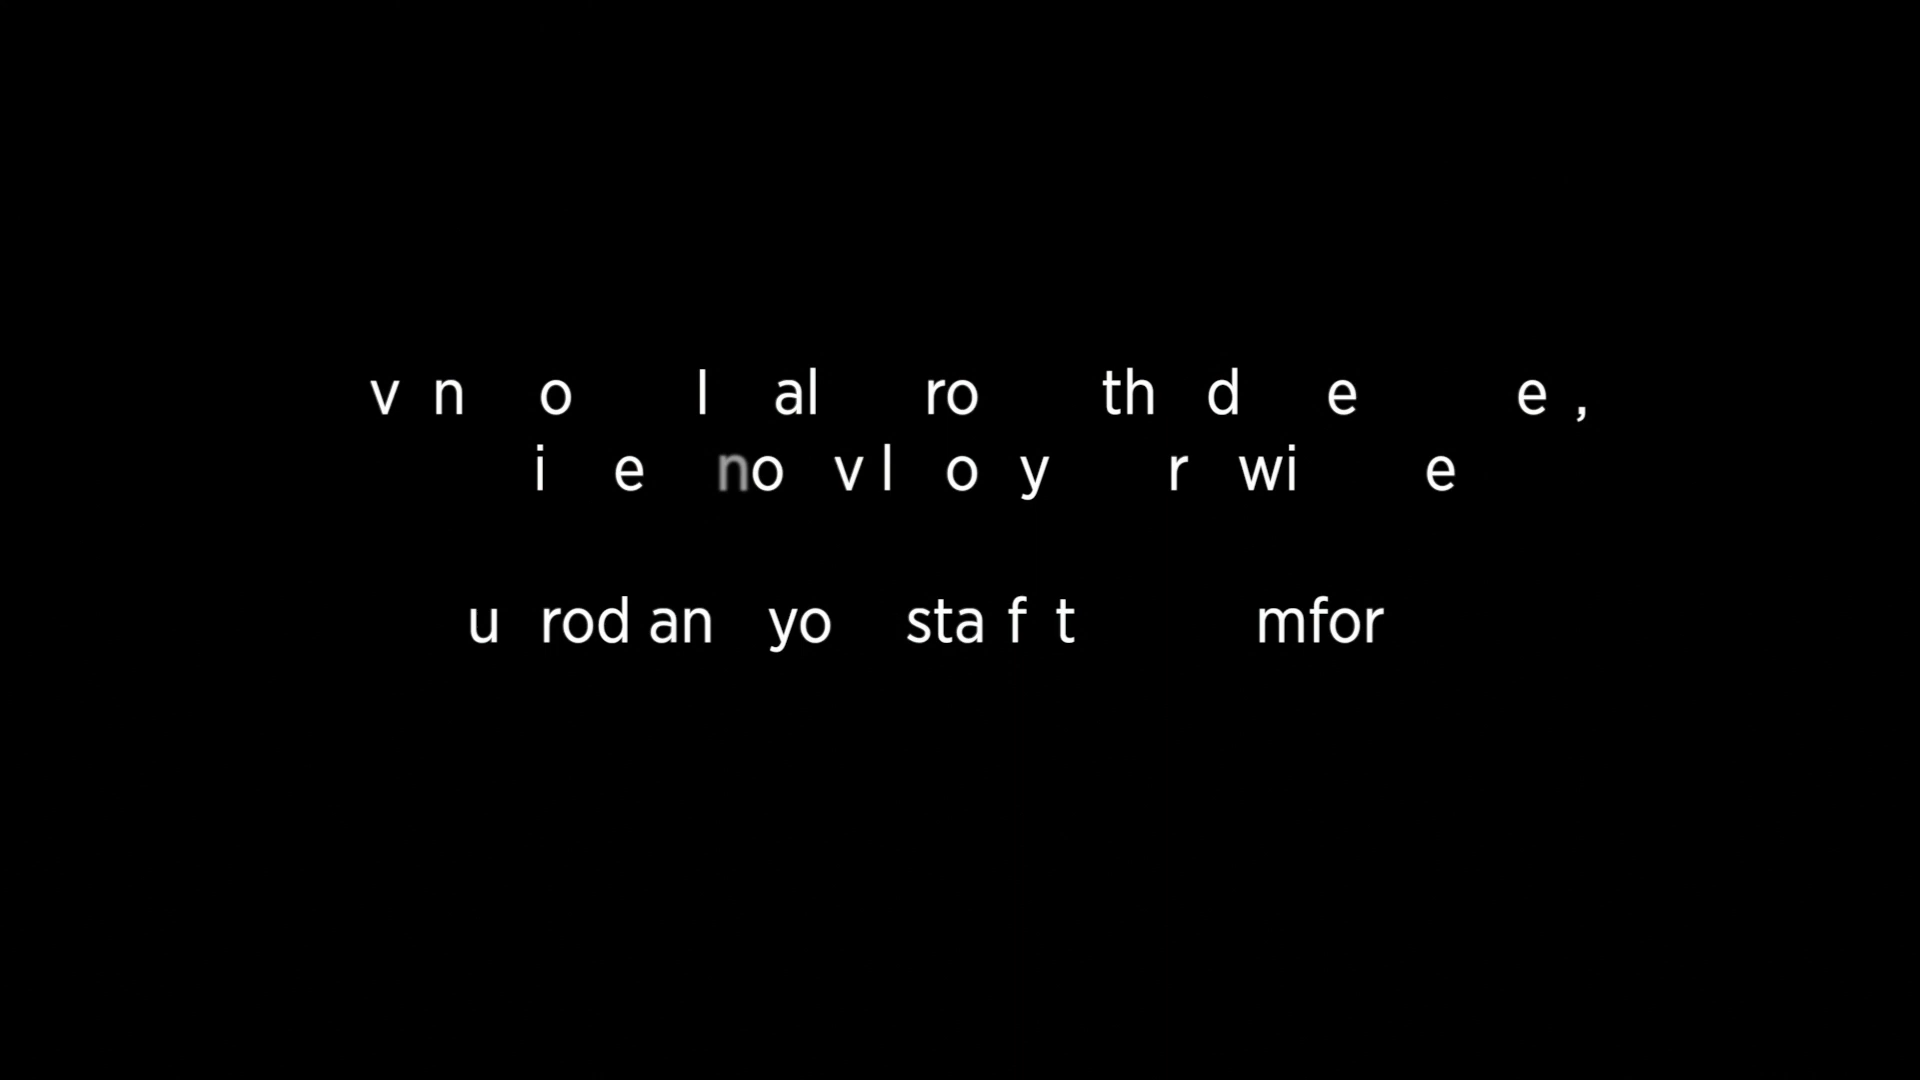 v n o l al ro th d e e ,
i e no v l o y r wi e
u rod an yo sta f t mfor